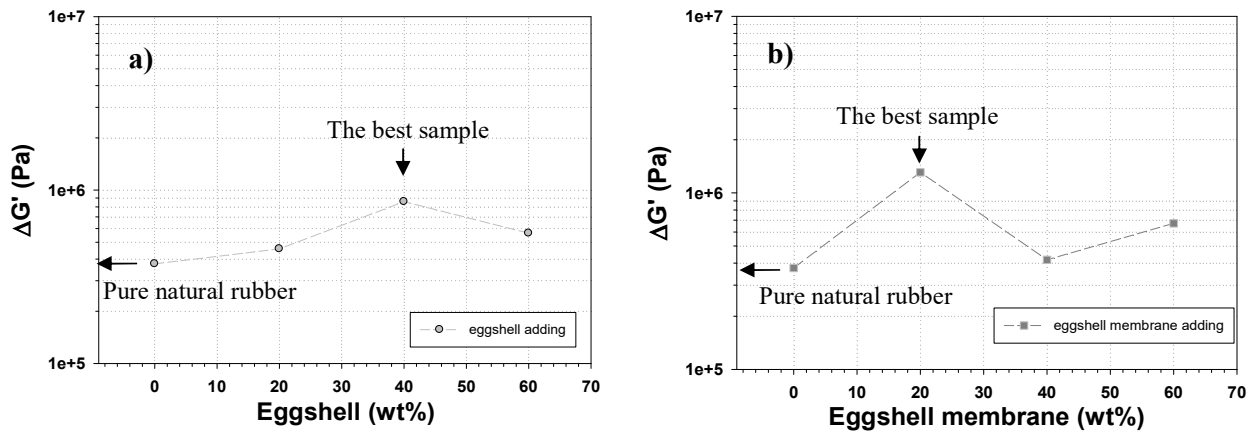 1e+7
a)
The best sample
1e+6
ΔG' (Pa)
Pure natural rubber
eggshell adding
1e+5
0 10 20 30 40 50 60 70
Eggshell (wt%)
1e+7
b)
The best sample
1e+6
ΔG' (Pa)
Pure natural rubber
eggshell membrane adding
1e+5
0 10 20 30 40 50 60 70
Eggshell membrane (wt%)